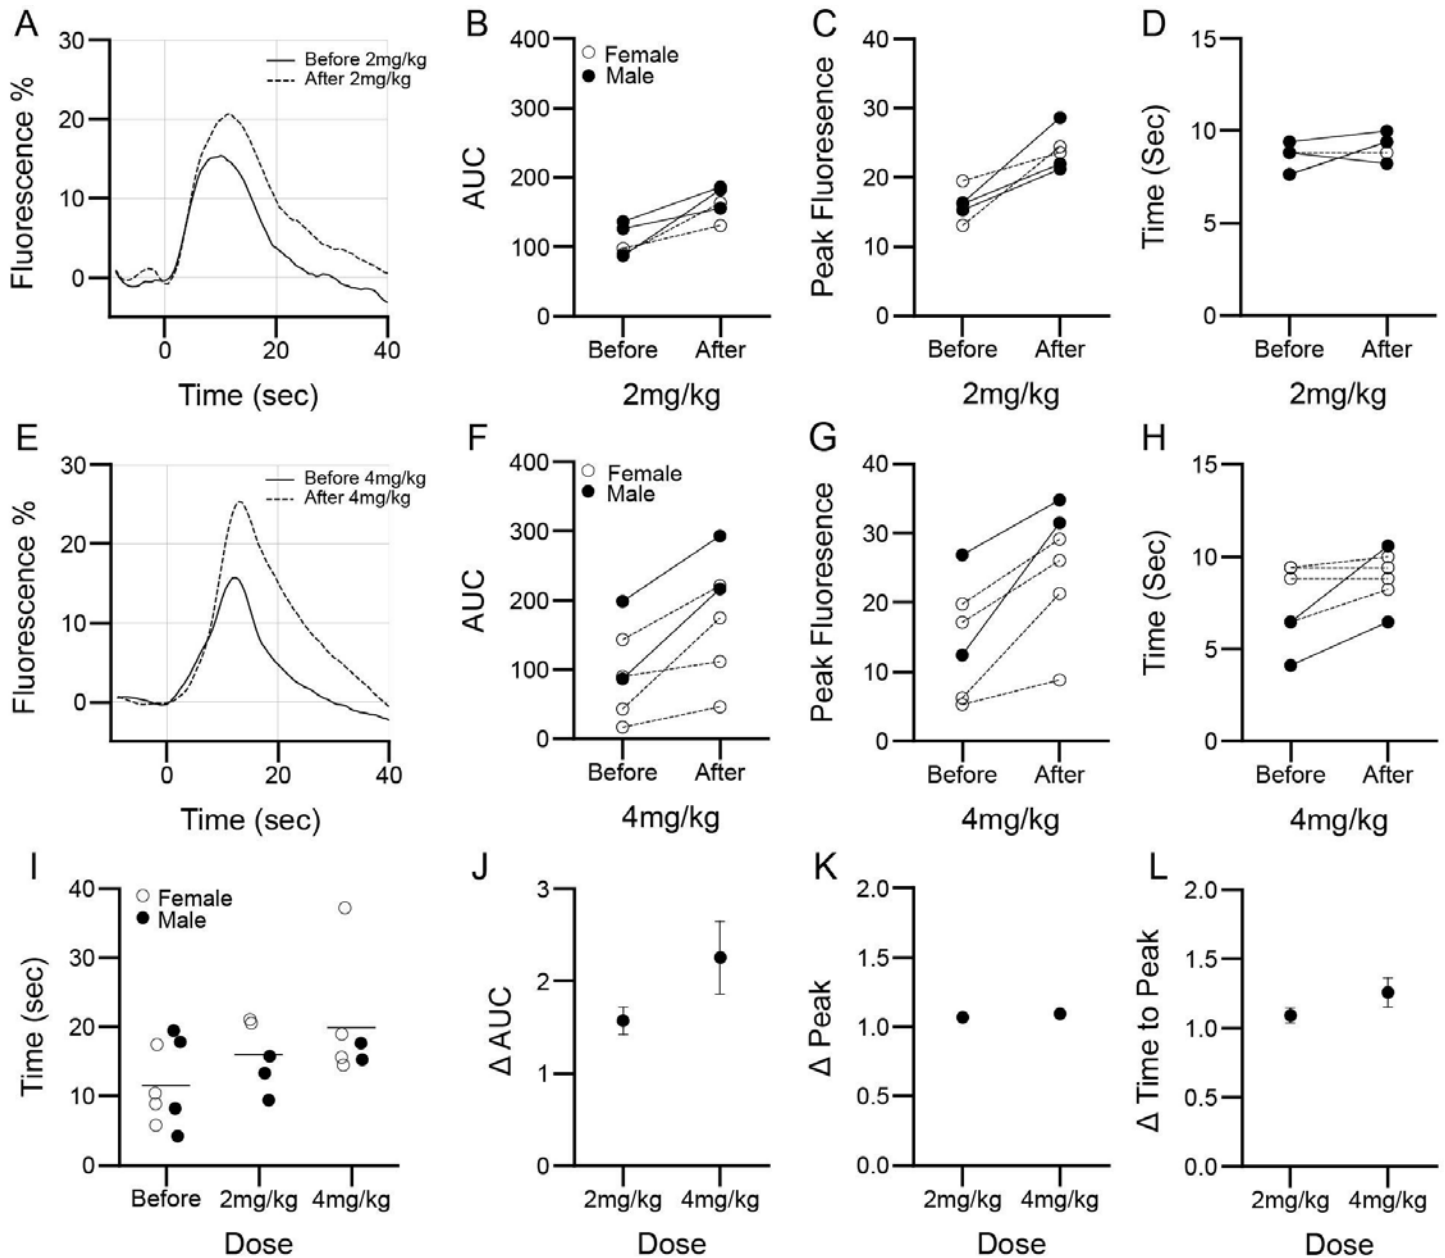 A
30
20
10
0
Fluorescence %
Before 2mg/kg
After 2mg/kg
0 20 40
Time (sec)
B
400
300
200
100
0
AUC
Female
Male
Before After
2mg/kg
C
40
30
20
10
0
Peak Fluoresence
Before After
2mg/kg
D
15
10
5
0
Time (Sec)
Before After
2mg/kg
E
30
20
10
0
Fluorescence %
Before 4mg/kg
After 4mg/kg
0 20 40
Time (sec)
F
400
300
200
100
0
AUC
Female
Male
Before After
4mg/kg
G
40
30
20
10
0
Peak Fluoresence
Before After
4mg/kg
H
15
10
5
0
Time (Sec)
Before After
4mg/kg
I
40
30
20
10
0
Time (sec)
Female
Male
Before 2mg/kg 4mg/kg
Dose
J
3
2
1
0
Δ AUC
2mg/kg 4mg/kg
Dose
K
2.0
1.5
1.0
0.5
0.0
Δ Peak
2mg/kg 4mg/kg
Dose
L
2.0
1.5
1.0
0.5
0.0
Δ Time to Peak
2mg/kg 4mg/kg
Dose